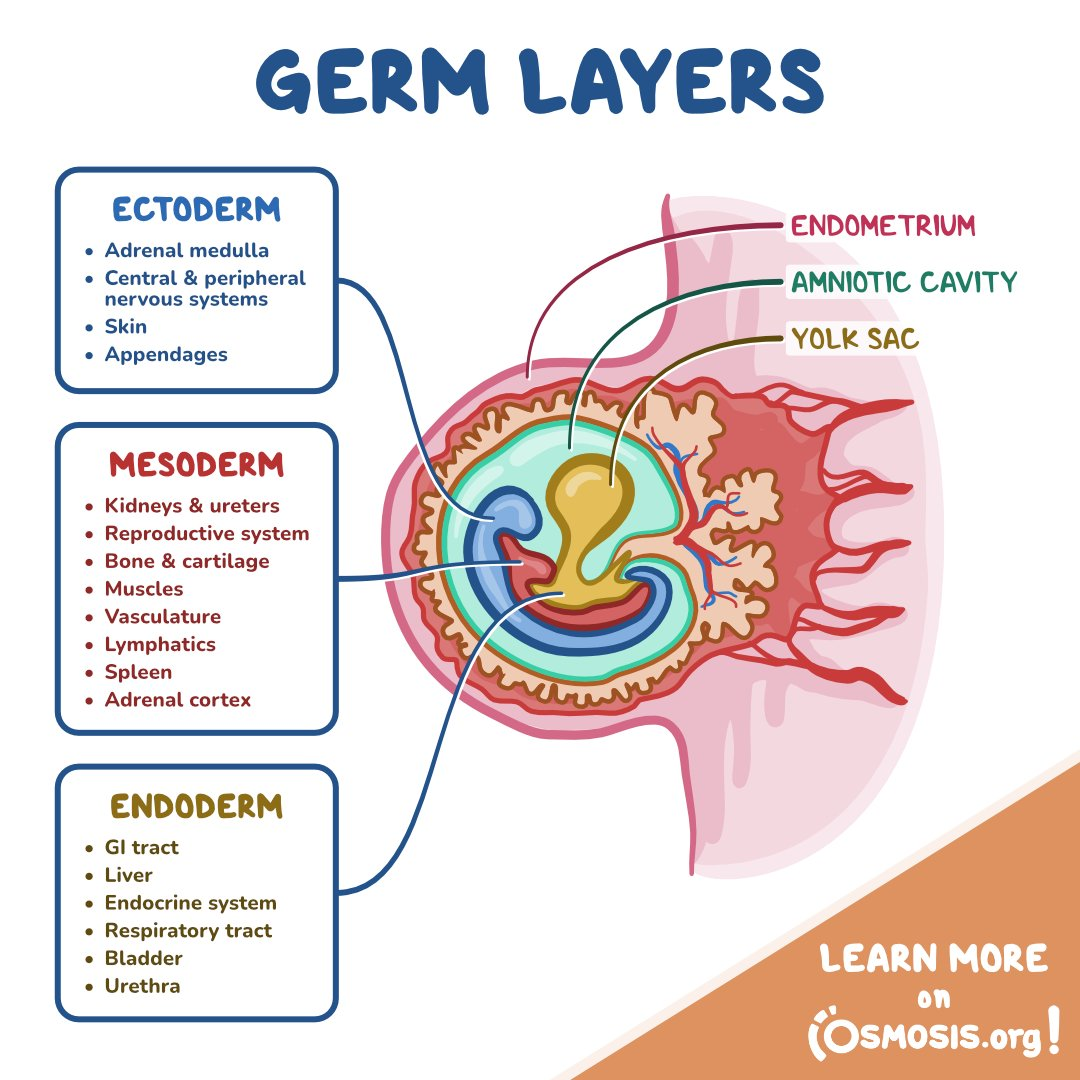 GERM LAYERS
ECTODERM
• Adrenal medulla
• Central & peripheral
nervous systems
• Skin
• Appendages
MESODERM
• Kidneys & ureters
• Reproductive system
• Bone & cartilage
• Muscles
• Vasculature
• Lymphatics
• Spleen
• Adrenal cortex
ENDODERM
• GI tract
• Liver
• Endocrine system
• Respiratory tract
• Bladder
• Urethra
ENDOMETRIUM
AMNIOTIC CAVITY
YOLK SAC
LEARN MORE
on
OSMOSIS.org!